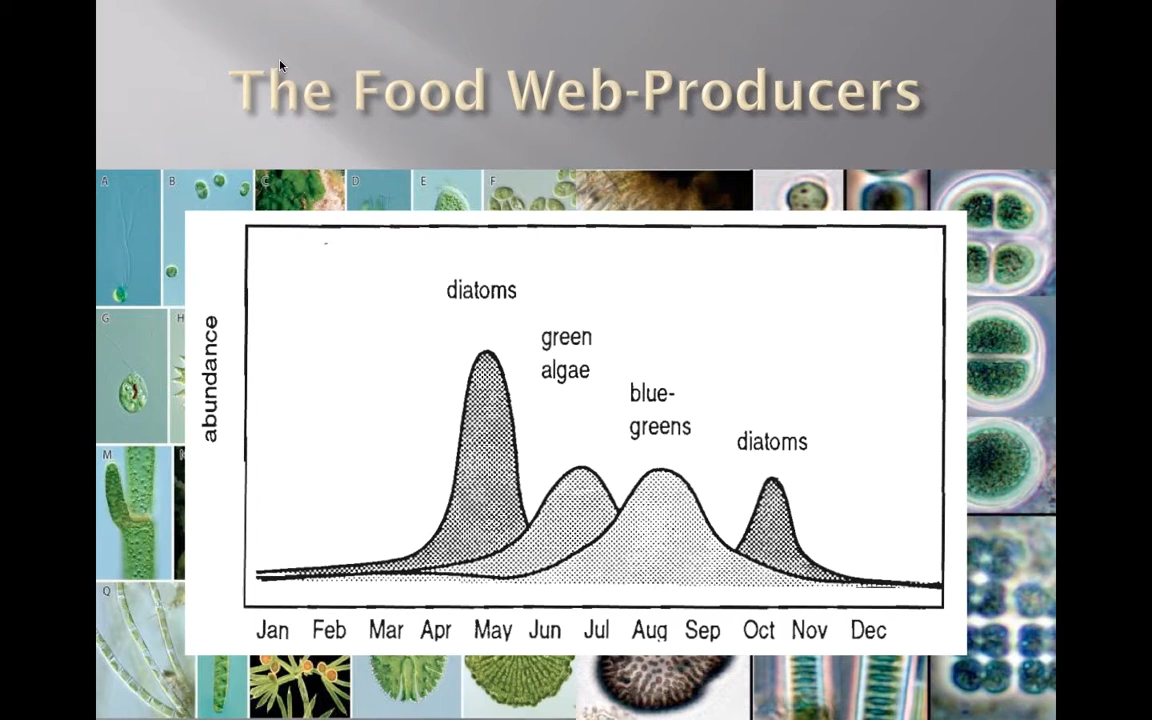 The Food Web-Producers
A
B
C
D
E
F
G
H
M
Q
diatoms
green
algae
blue-
greens
diatoms
abundance
Jan Feb Mar Apr May Jun Jul Aug Sep Oct Nov Dec